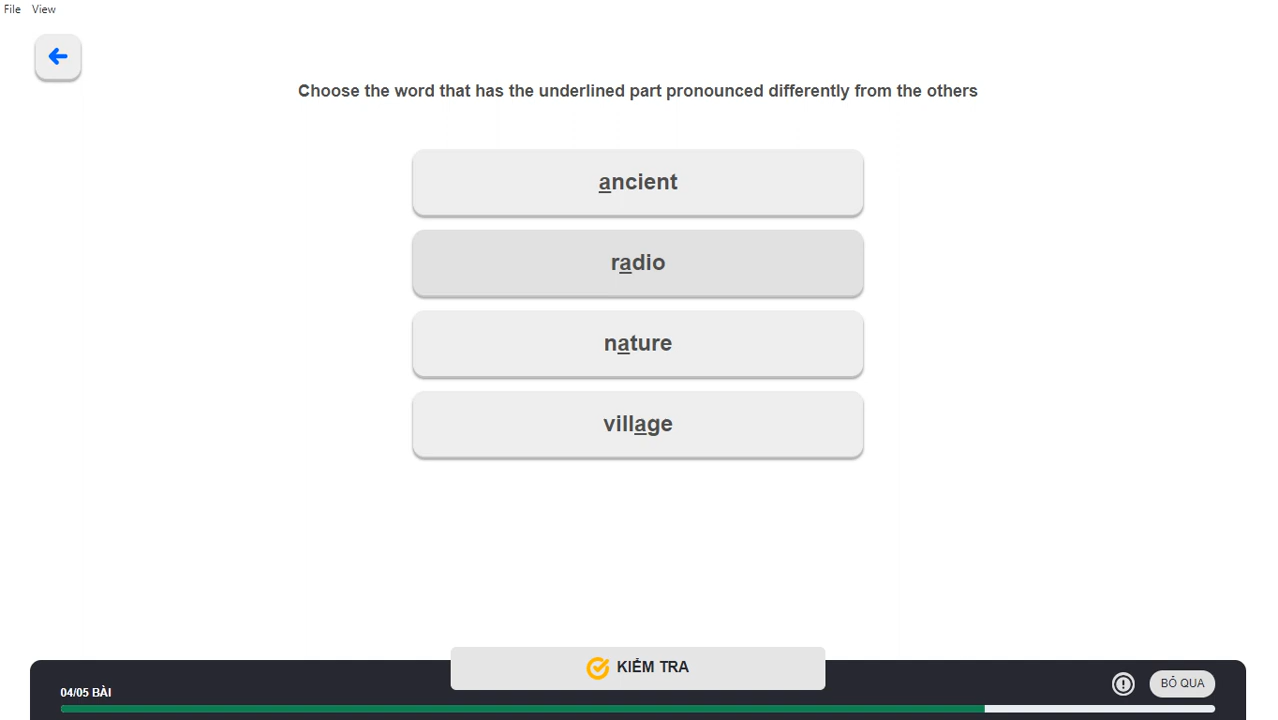 File View
Choose the word that has the underlined part pronounced differently from the others
ancient
radio
nature
village
KIỂM TRA
04/05 BÀI
BỎ QUA